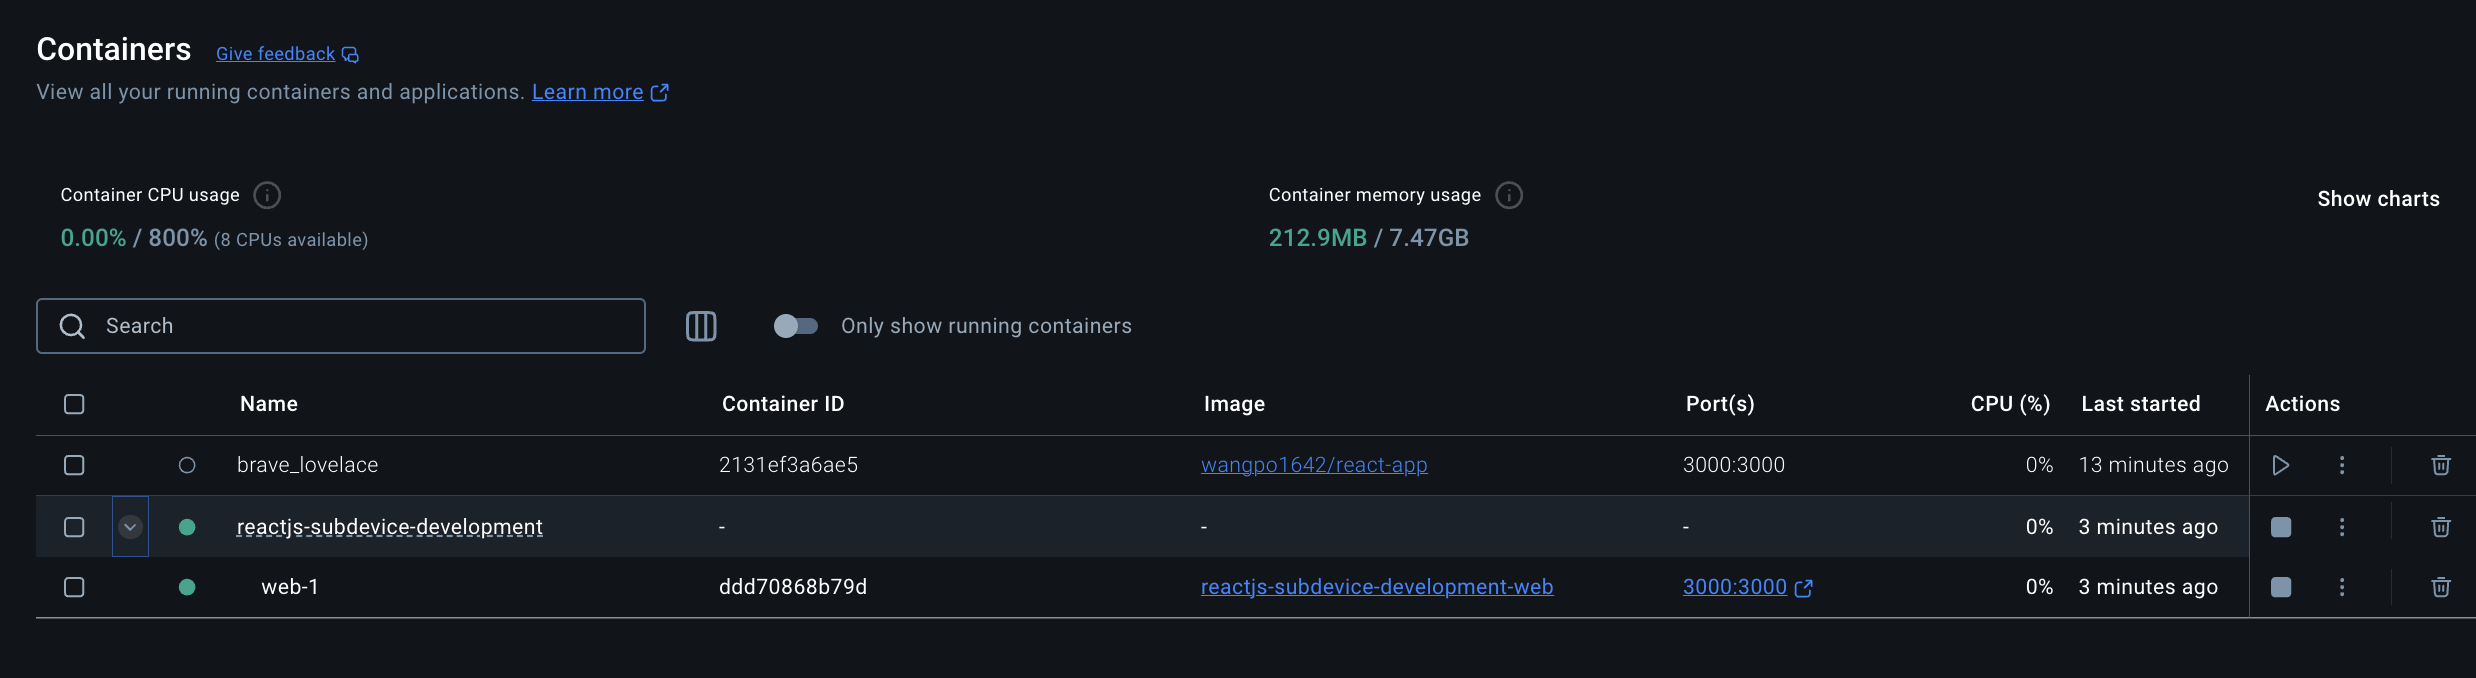 Containers Give feedback
View all your running containers and applications. Learn more
Container CPU usage Container memory usage Show charts
0.00% / 800% (8 CPUs available) 212.9MB / 7.47GB
Search Only show running containers
Name Container ID Image Port(s) CPU (%) Last started Actions
brave_lovelace 2131ef3a6ae5 wangpo1642/react-app 3000:3000 0% 13 minutes ago
reactjs-subdevice-development - - - 0% 3 minutes ago
web-1 ddd70868b79d reactjs-subdevice-development-web 3000:3000 0% 3 minutes ago